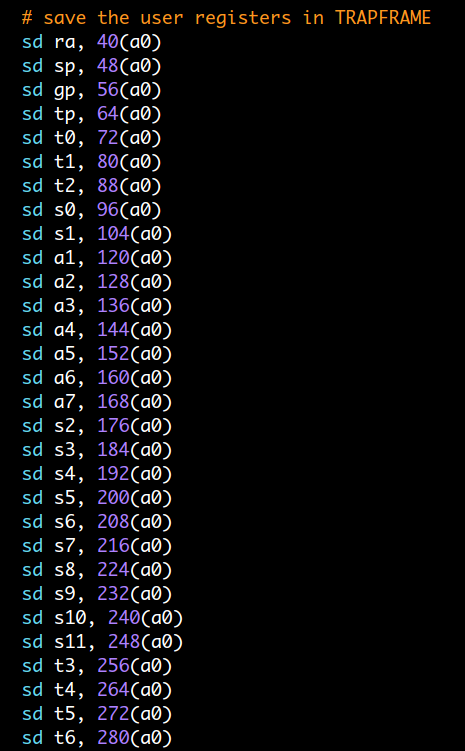 # save the user registers in TRAPFRAME
sd ra, 40(a0)
sd sp, 48(a0)
sd gp, 56(a0)
sd tp, 64(a0)
sd t0, 72(a0)
sd t1, 80(a0)
sd t2, 88(a0)
sd s0, 96(a0)
sd s1, 104(a0)
sd a1, 120(a0)
sd a2, 128(a0)
sd a3, 136(a0)
sd a4, 144(a0)
sd a5, 152(a0)
sd a6, 160(a0)
sd a7, 168(a0)
sd s2, 176(a0)
sd s3, 184(a0)
sd s4, 192(a0)
sd s5, 200(a0)
sd s6, 208(a0)
sd s7, 216(a0)
sd s8, 224(a0)
sd s9, 232(a0)
sd s10, 240(a0)
sd s11, 248(a0)
sd t3, 256(a0)
sd t4, 264(a0)
sd t5, 272(a0)
sd t6, 280(a0)